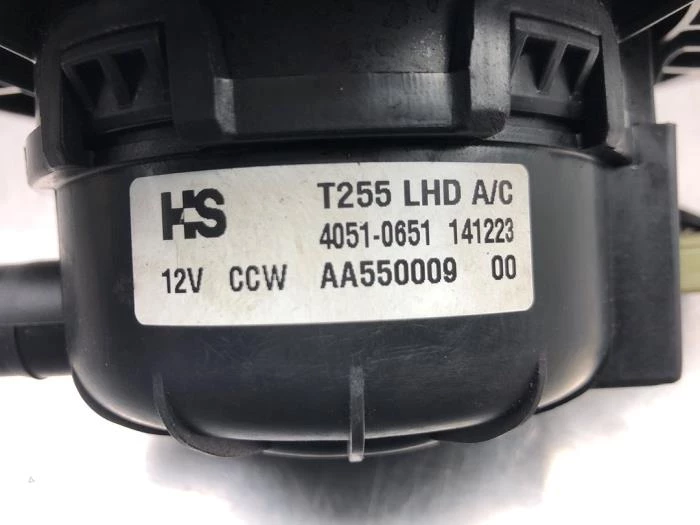 HS
T255 LHD A/C
4051-0651 141223
12V CCW AA550009 00